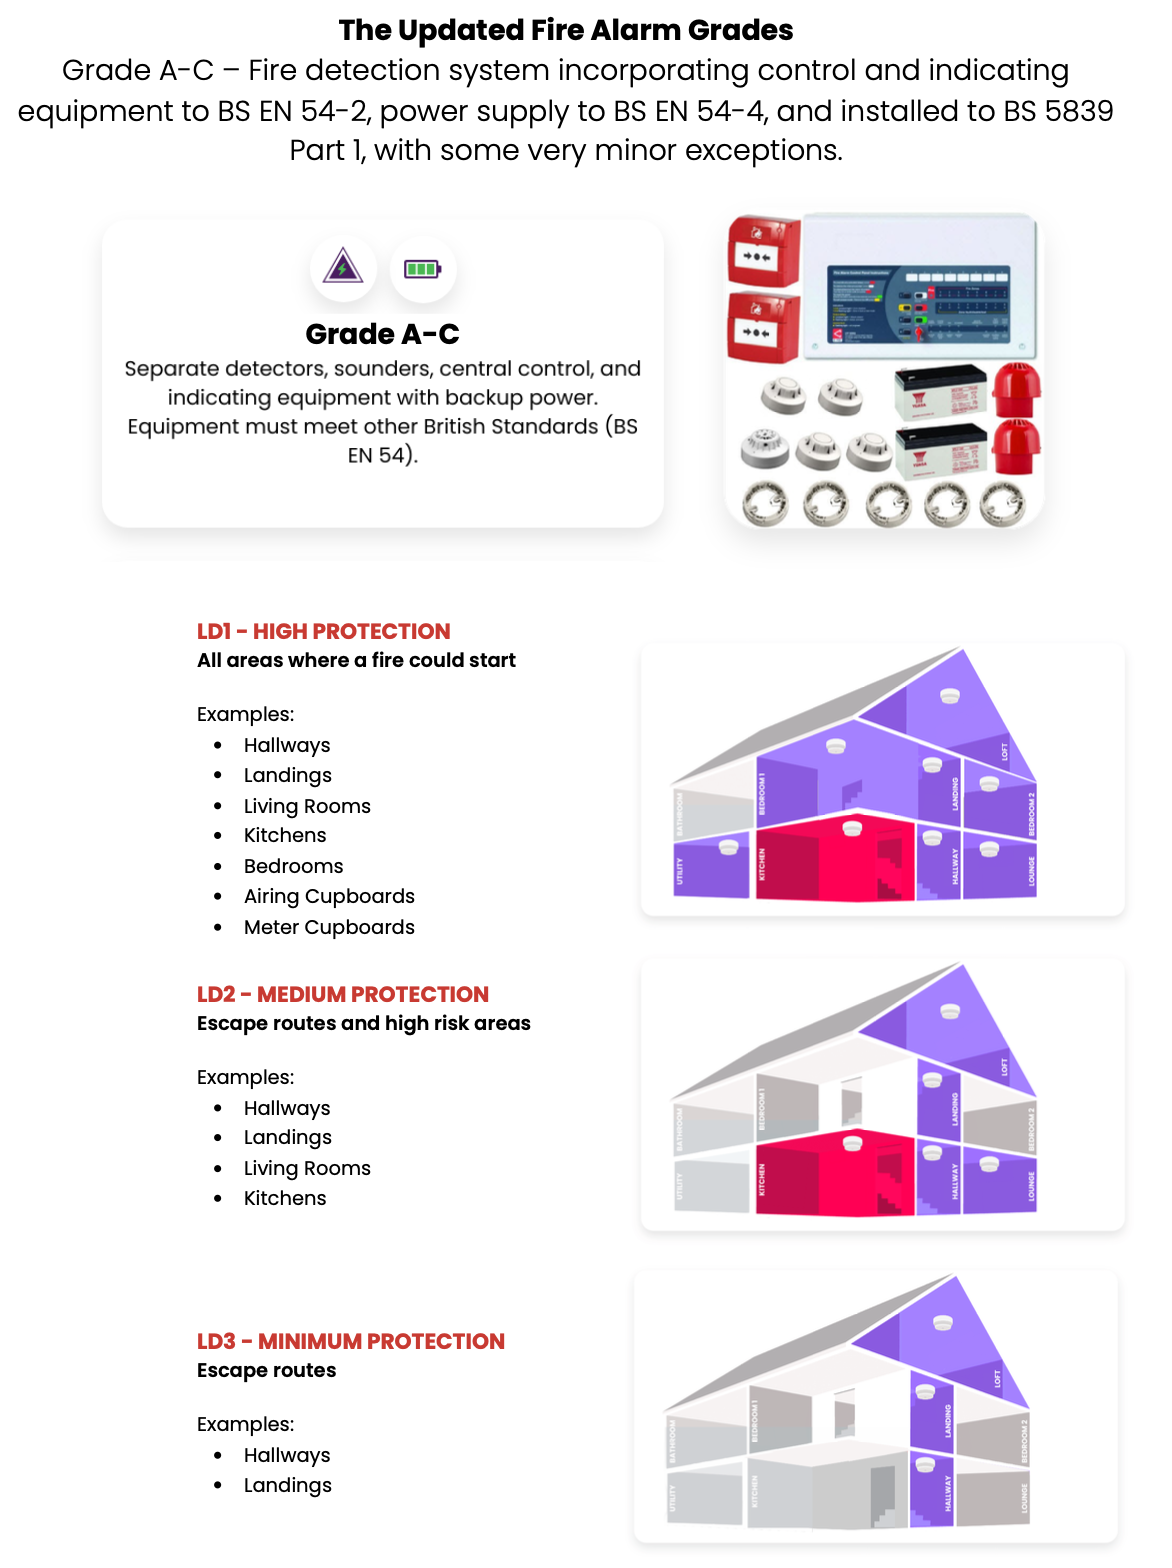 The Updated Fire Alarm Grades
Grade A-C – Fire detection system incorporating control and indicating
equipment to BS EN 54-2, power supply to BS EN 54-4, and installed to BS 5839
Part 1, with some very minor exceptions.
Grade A-C
Separate detectors, sounders, central control, and
indicating equipment with backup power.
Equipment must meet other British Standards (BS
EN 54).
LD1 - HIGH PROTECTION
All areas where a fire could start
Examples:
• Hallways
• Landings
• Living Rooms
• Kitchens
• Bedrooms
• Airing Cupboards
• Meter Cupboards
LOFT
BATHROOM
BEDROOM 1
LANDING
BEDROOM 2
UTILITY
KITCHEN
HALLWAY
LOUNGE
LD2 - MEDIUM PROTECTION
Escape routes and high risk areas
Examples:
• Hallways
• Landings
• Living Rooms
• Kitchens
LOFT
BATHROOM
BEDROOM 1
LANDING
BEDROOM 2
UTILITY
KITCHEN
HALLWAY
LOUNGE
LD3 - MINIMUM PROTECTION
Escape routes
Examples:
• Hallways
• Landings
LOFT
BATHROOM
BEDROOM 1
LANDING
BEDROOM 2
UTILITY
KITCHEN
HALLWAY
LOUNGE